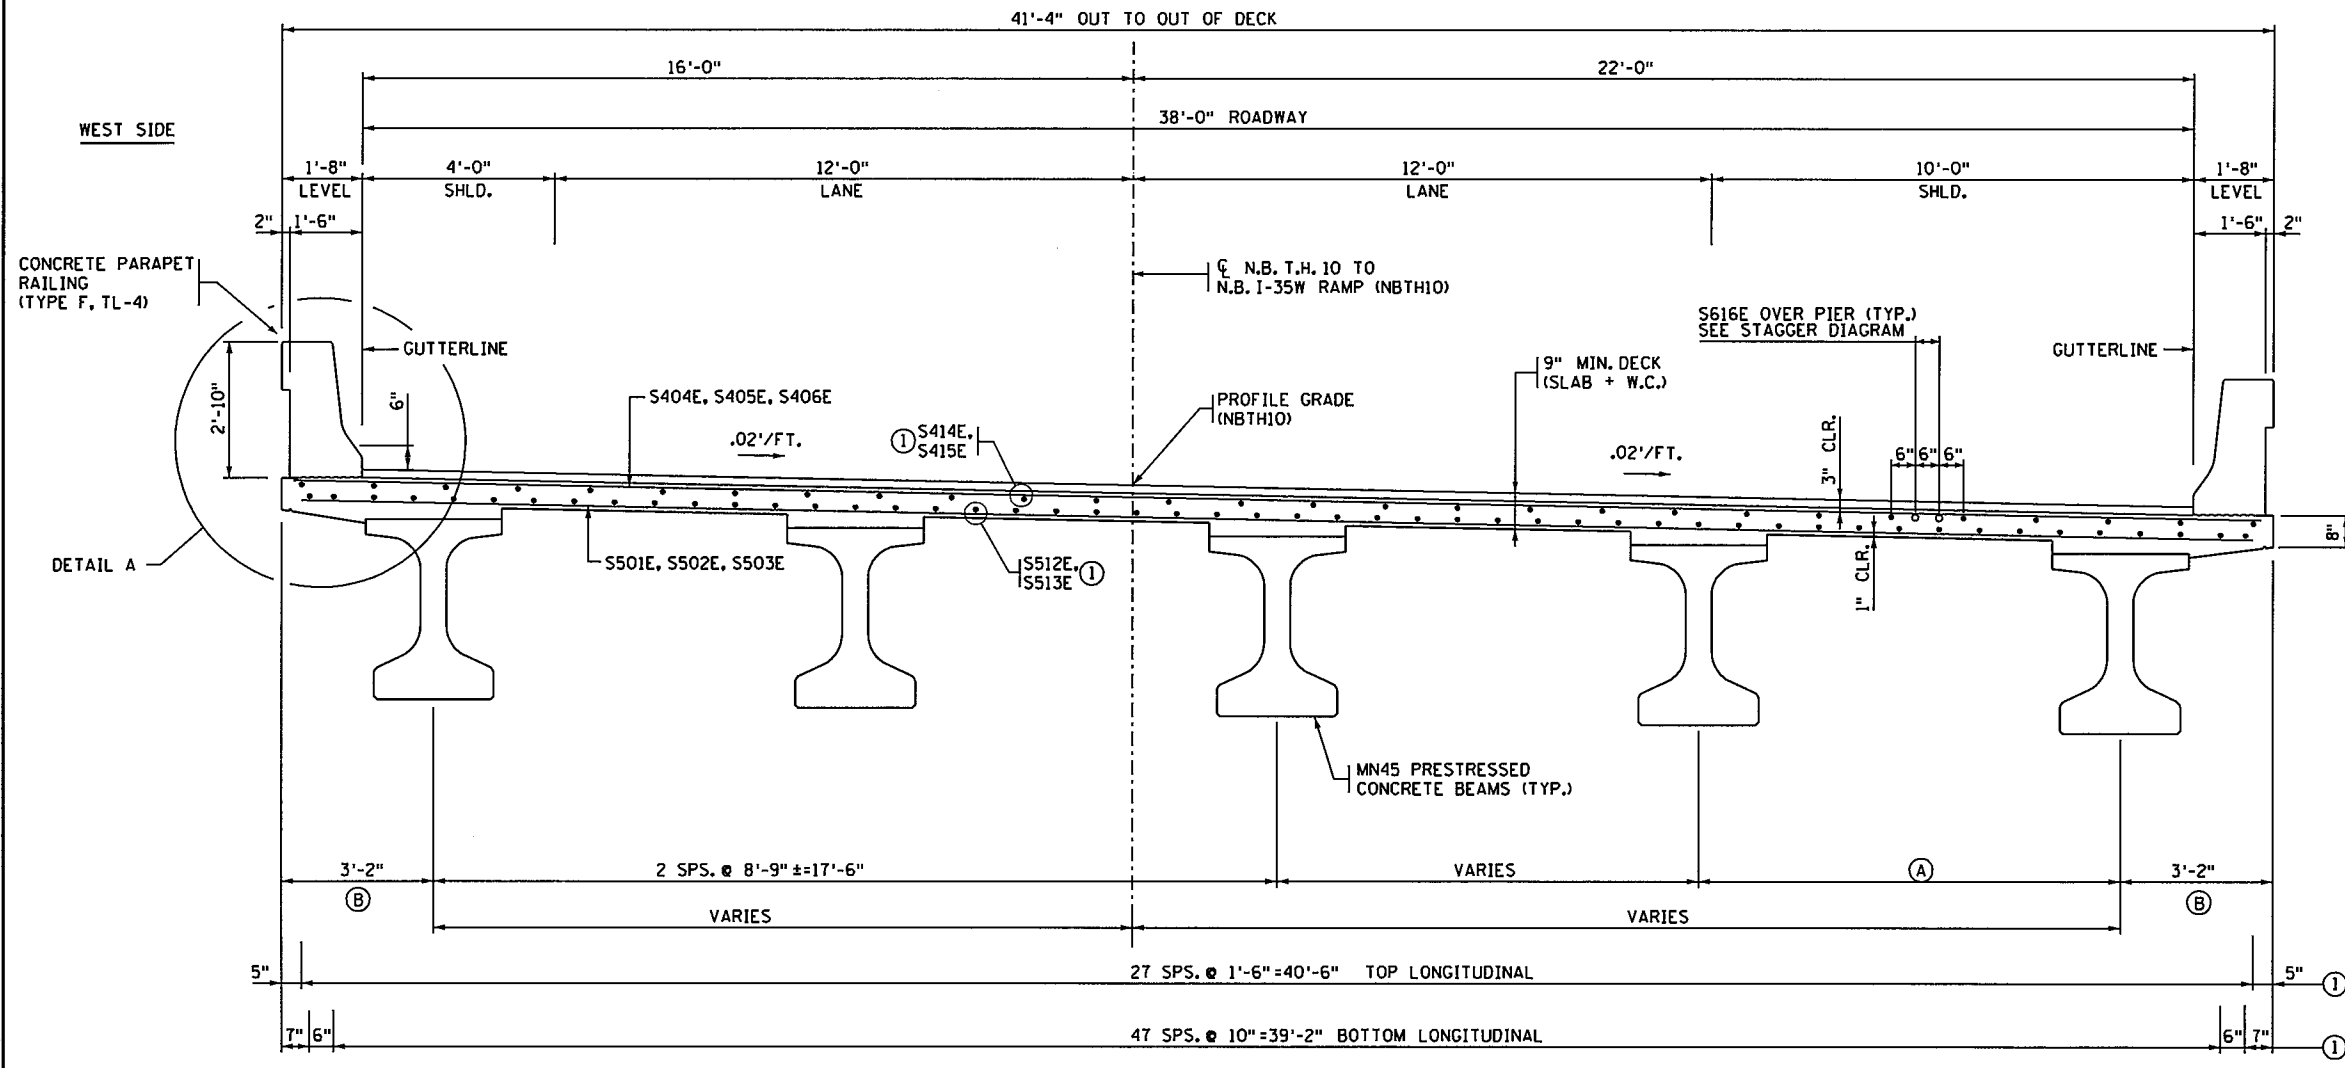 41'-4" OUT TO OUT OF DECK
16'-0"
22'-0"
38'-0" ROADWAY
WEST SIDE
1'-8"
LEVEL
4'-0"
SHLD.
12'-0"
LANE
12'-0"
LANE
10'-0"
SHLD.
1'-8"
LEVEL
2"
1'-6"
1'-6"
2"
CONCRETE PARAPET
RAILING
(TYPE F, TL-4)
℄ N.B. T.H. 10 TO
N.B. I-35W RAMP (NBTH10)
S616E OVER PIER (TYP.)
SEE STAGGER DIAGRAM
GUTTERLINE
GUTTERLINE
9" MIN. DECK
(SLAB + W.C.)
2'-10"
6"
S404E, S405E, S406E
PROFILE GRADE
(NBTH10)
.02'/FT.
① S414E,
S415E
.02'/FT.
3" CLR.
6" 6" 6"
DETAIL A
S501E, S502E, S503E
S512E, ①
S513E
1" CLR.
8"
MN45 PRESTRESSED
CONCRETE BEAMS (TYP.)
3'-2"
Ⓑ
2 SPS. @ 8'-9" ±=17'-6"
VARIES
Ⓐ
3'-2"
Ⓑ
VARIES
VARIES
5"
27 SPS. @ 1'-6"=40'-6" TOP LONGITUDINAL
5"
①
7" 6"
47 SPS. @ 10"=39'-2" BOTTOM LONGITUDINAL
6" 7"
①